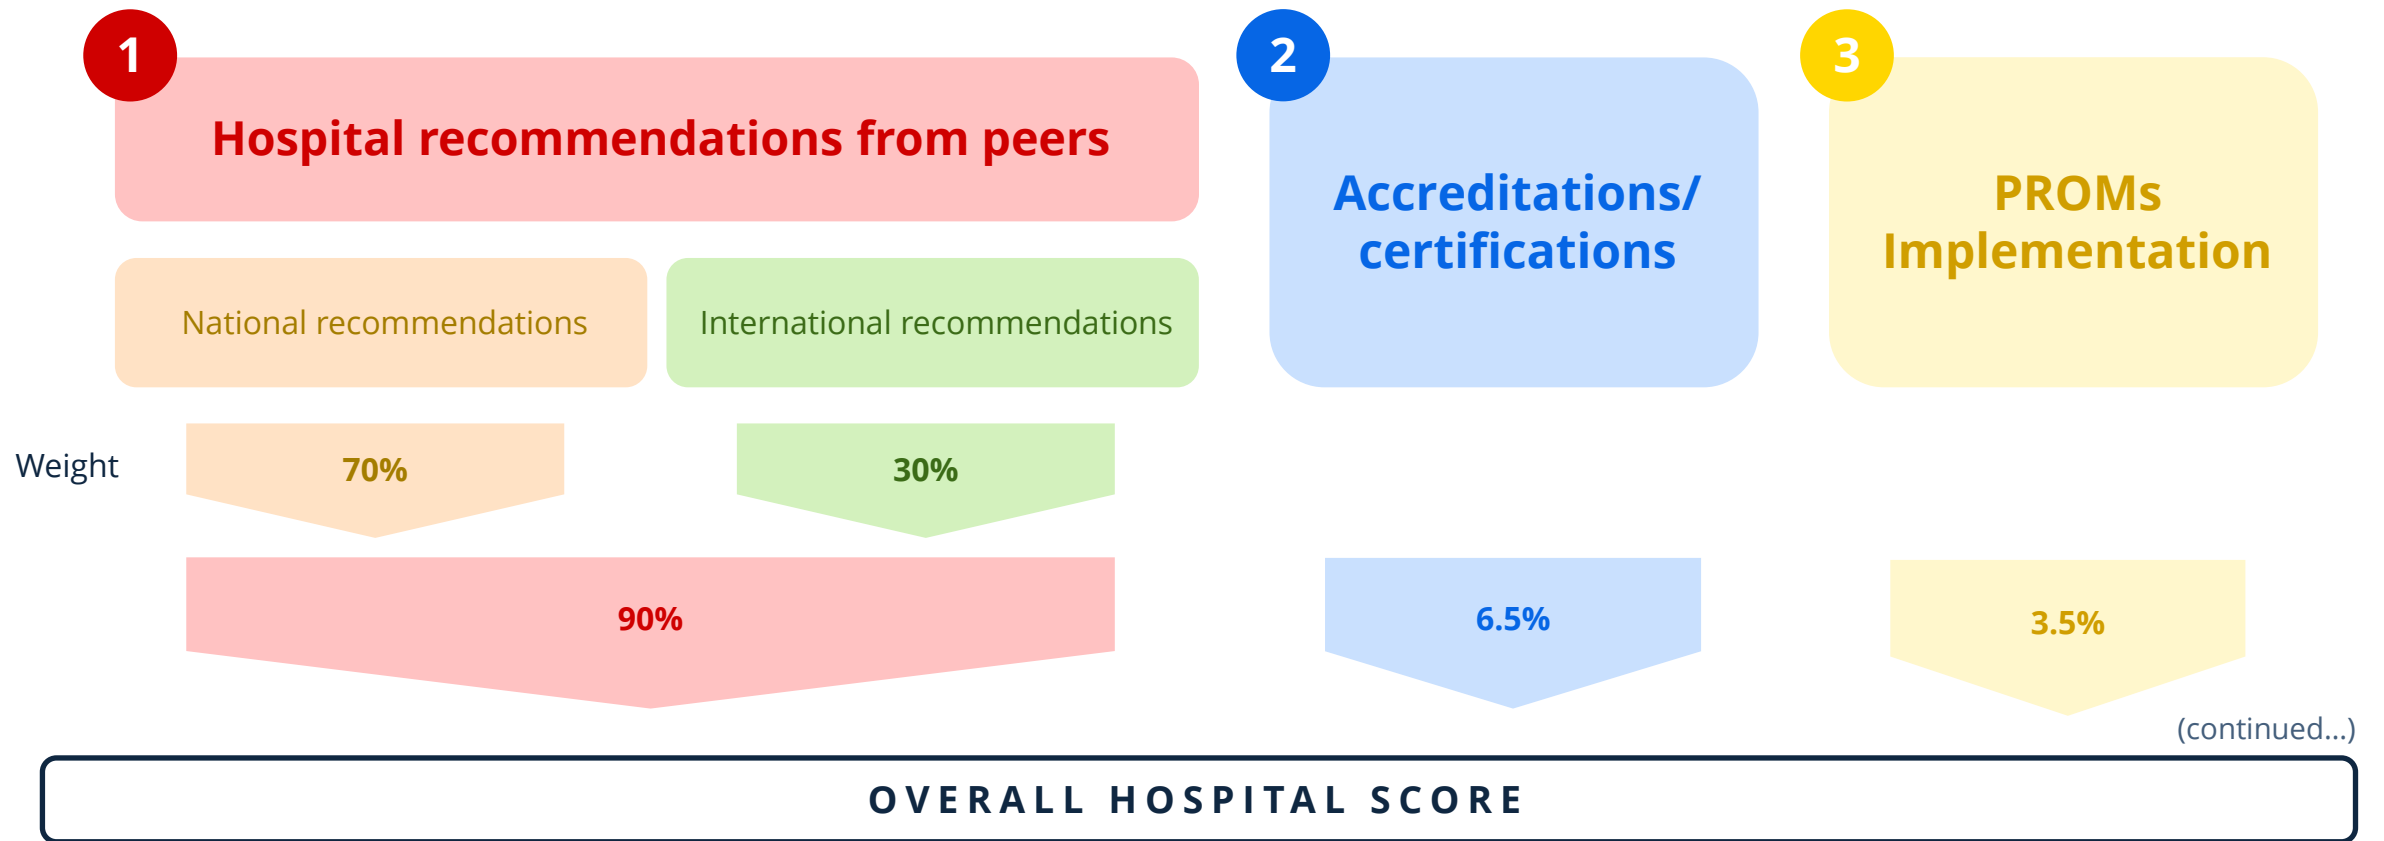 1
Hospital recommendations from peers
2
Accreditations/
certifications
3
PROMs
Implementation
National recommendations
International recommendations
Weight
70%
30%
90%
6.5%
3.5%
(continued...)
OVERALL HOSPITAL SCORE